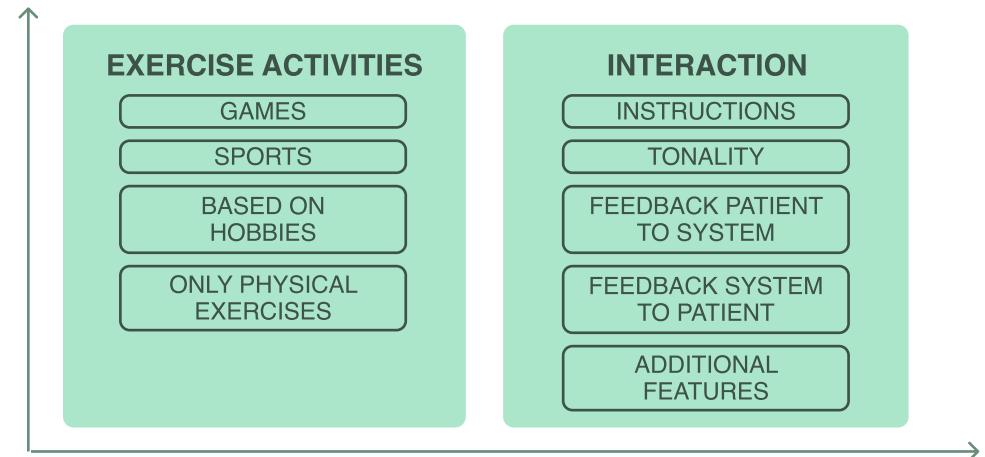 EXERCISE ACTIVITIES
GAMES
SPORTS
BASED ON
HOBBIES
ONLY PHYSICAL
EXERCISES
INTERACTION
INSTRUCTIONS
TONALITY
FEEDBACK PATIENT
TO SYSTEM
FEEDBACK SYSTEM
TO PATIENT
ADDITIONAL
FEATURES